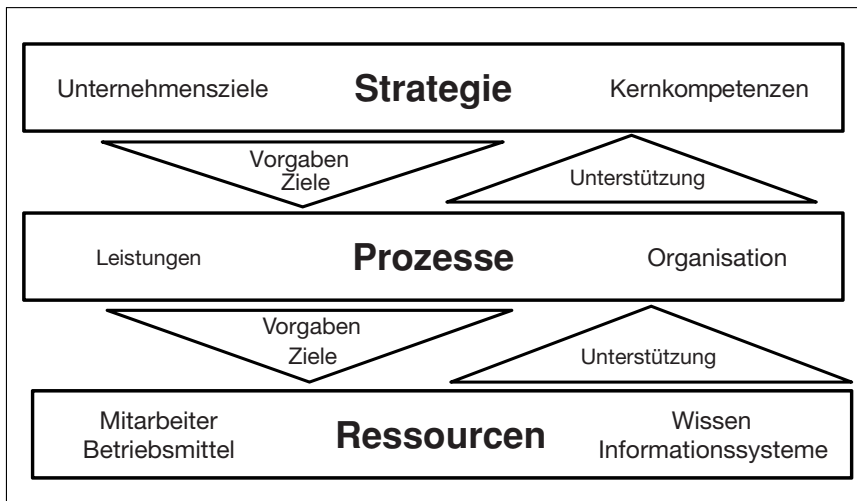 Unternehmensziele Strategie Kernkompetenzen
Vorgaben
Ziele
Unterstützung
Leistungen Prozesse Organisation
Vorgaben
Ziele
Unterstützung
Mitarbeiter
Betriebsmittel
Ressourcen
Wissen
Informationssysteme